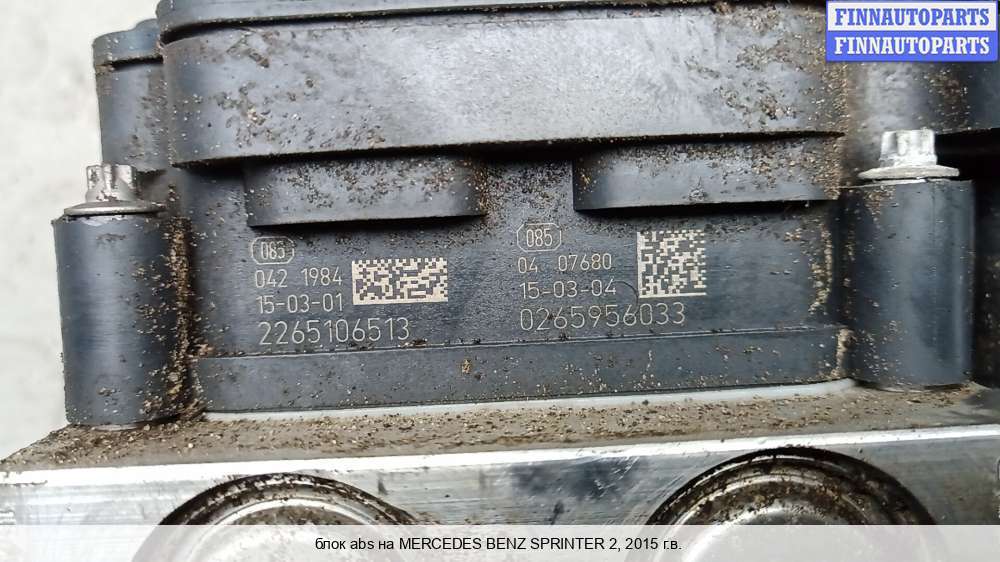 FINNAUTOPARTS
FINNAUTOPARTS
083
042 1984
15-03-01
2265106513
085
04 07680
15-03-04
0265956033
блок abs на MERCEDES BENZ SPRINTER 2, 2015 г.в.